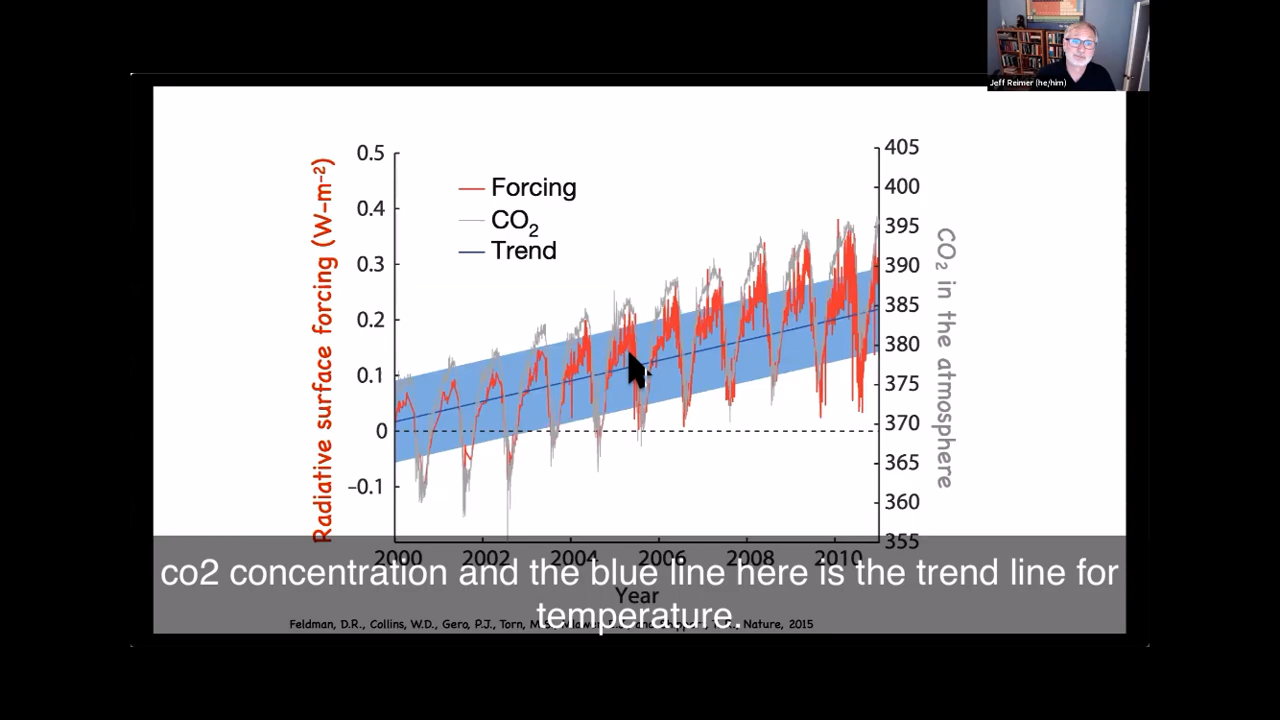 Jeff Reimer (he/him)
Radiative surface forcing (W-m-2)
0.5
0.4
0.3
0.2
0.1
0
–0.1
Forcing
CO2
Trend
405
400
395
390
385
380
375
370
365
360
355
CO2 in the atmosphere
2000 2002 2004 2006 2008 2010
Year
co2 concentration and the blue line here is the trend line for
temperature.
Feldman, D.R., Collins, W.D., Gero, P.J., Torn, Nature, 2015